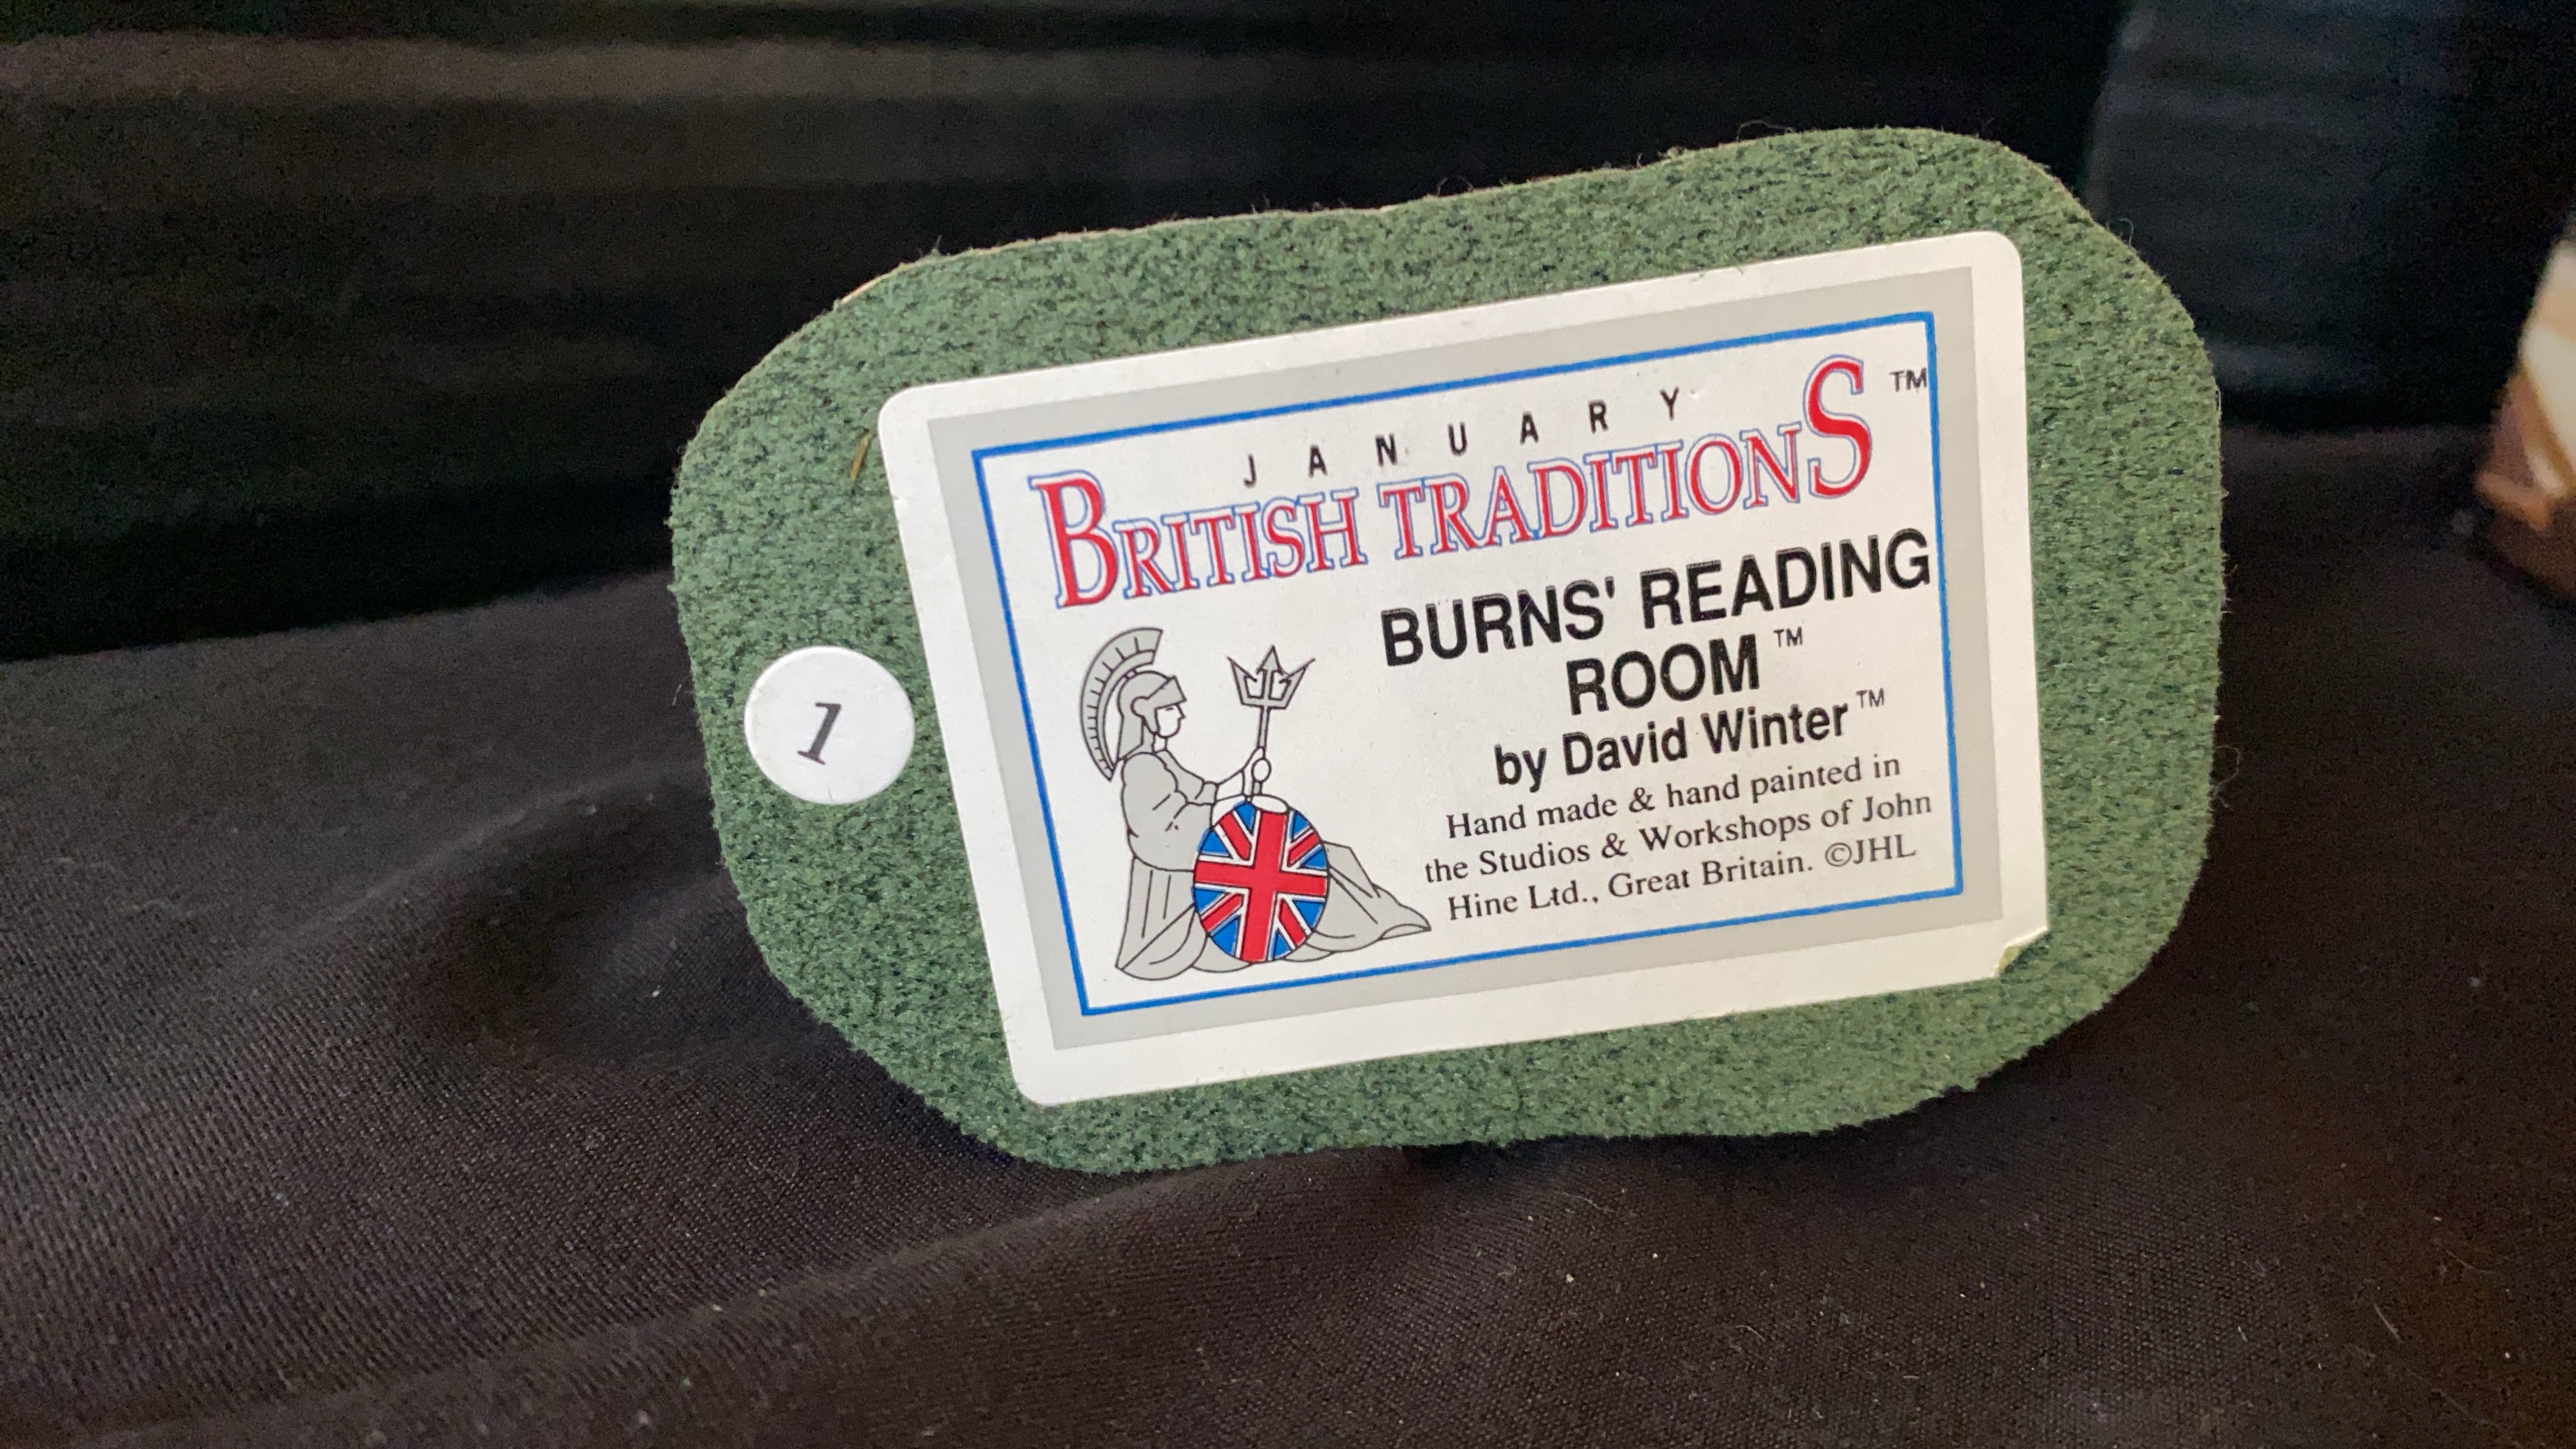 JANUARY
BRITISH TRADITIONS™
BURNS' READING
ROOM™
by David Winter™
Hand made & hand painted in
the Studios & Workshops of John
Hine Ltd., Great Britain. ©JHL
1